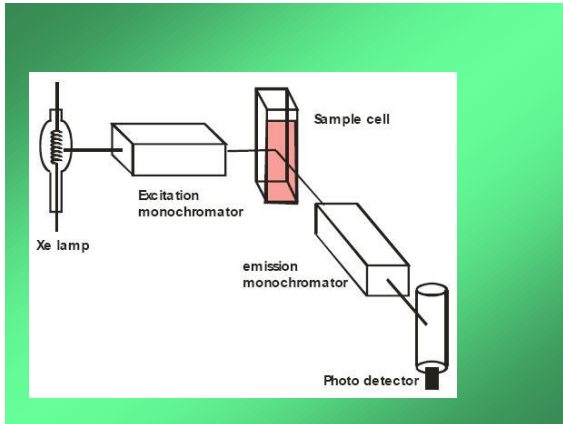 Sample cell
Excitation
monochromator
Xe lamp
emission
monochromator
Photo detector